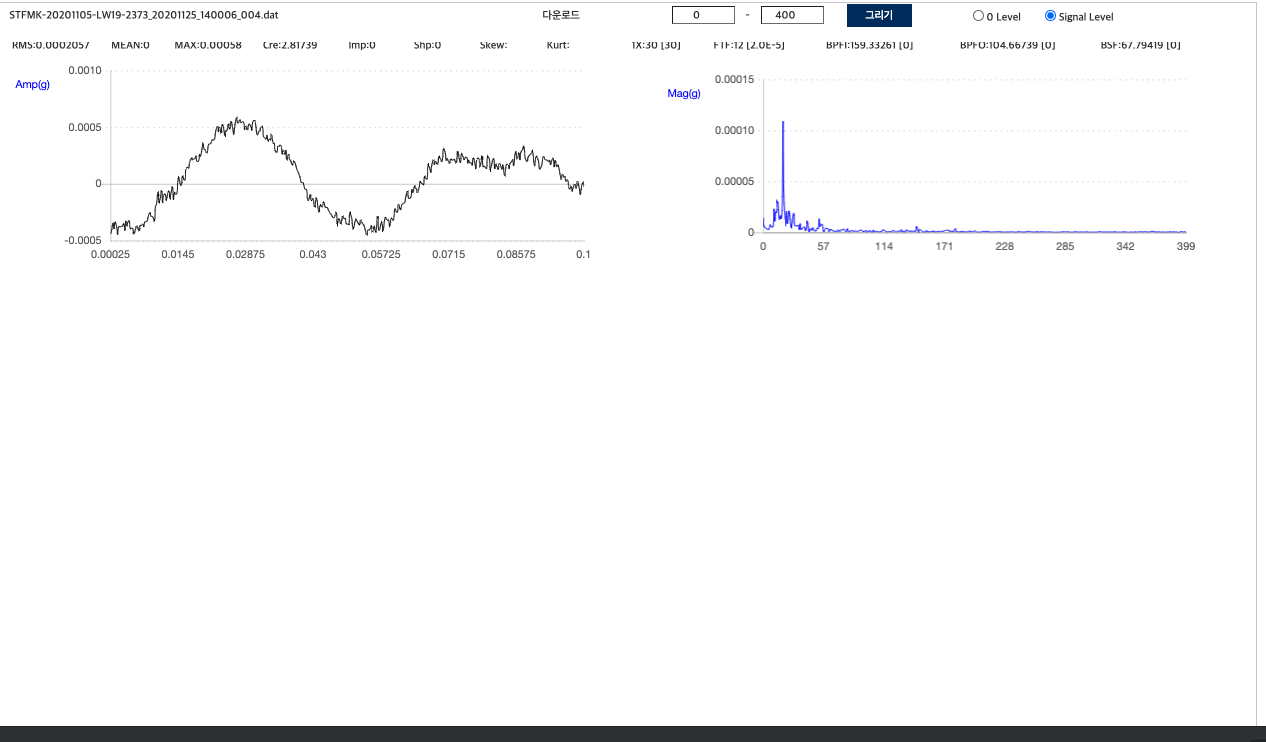 STFMK-20201105-LW19-2373_20201125_140006_004.dat 다운로드 0 - 400 그리기 0 Level Signal Level
RMS:0.0002057 MEAN:0 MAX:0.00058 Cre:2.81739 Imp:0 Shp:0 Skew: Kurt: 1X:30 [30] FTF:12 [2.0E-5] BPFI:159.33261 [0] BPFO:104.66739 [0] BSF:67.79419 [0]
Amp(g)
0.0010
0.0005
0
-0.0005
0.00025 0.0145 0.02875 0.043 0.05725 0.0715 0.08575 0.1
Mag(g)
0.00015
0.00010
0.00005
0
0 57 114 171 228 285 342 399